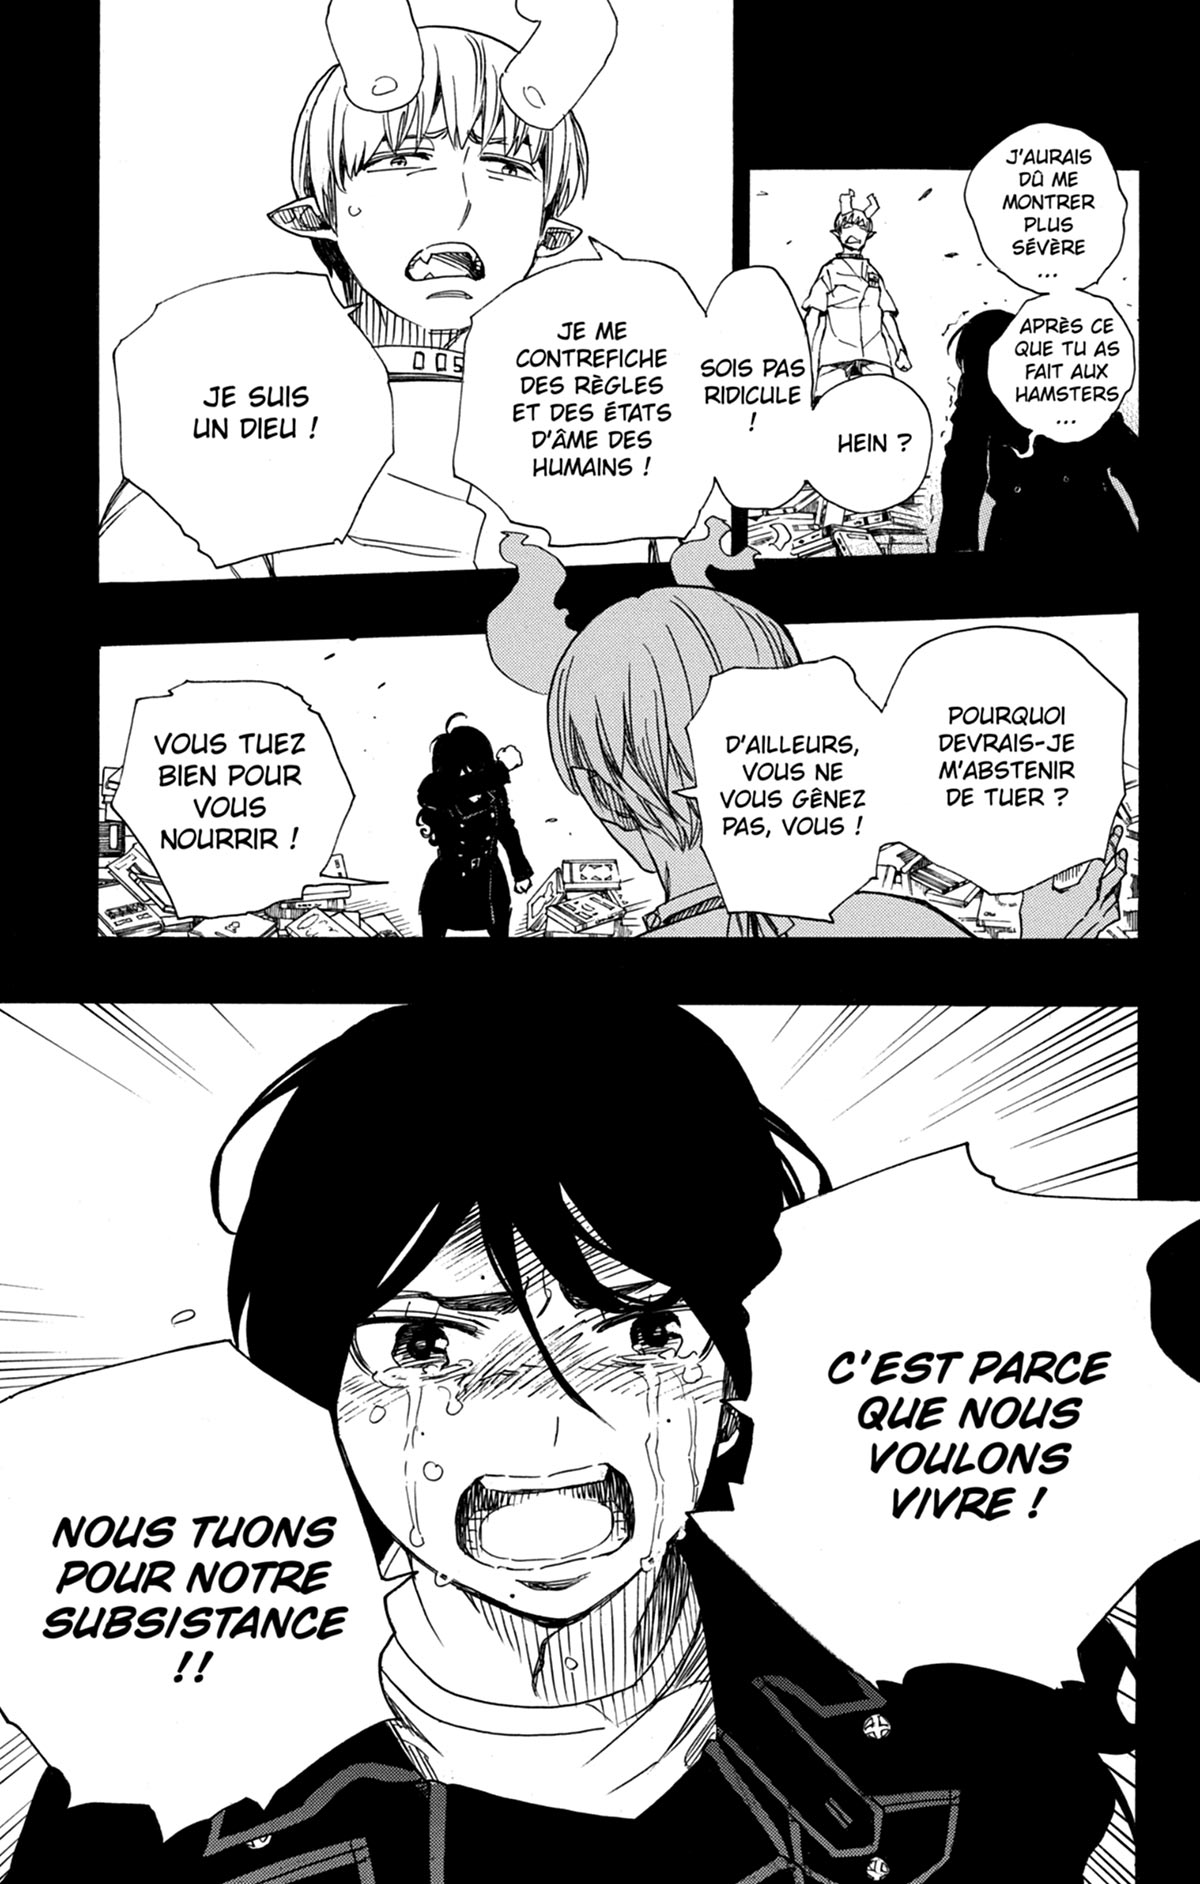 J'AURAIS
DÛ ME
MONTRER
PLUS
SÉVÈRE
...
APRÈS CE
QUE TU AS
FAIT AUX
HAMSTERS
...
HEIN ?
SOIS PAS
RIDICULE
!
JE ME
CONTREFICHE
DES RÈGLES
ET DES ÉTATS
D'ÂME DES
HUMAINS !
JE SUIS
UN DIEU !
POURQUOI
DEVRAIS-JE
M'ABSTENIR
DE TUER ?
D'AILLEURS,
VOUS NE
VOUS GÊNEZ
PAS, VOUS !
VOUS TUEZ
BIEN POUR
VOUS
NOURRIR !
C'EST PARCE
QUE NOUS
VOULONS
VIVRE !
NOUS TUONS
POUR NOTRE
SUBSISTANCE
!!